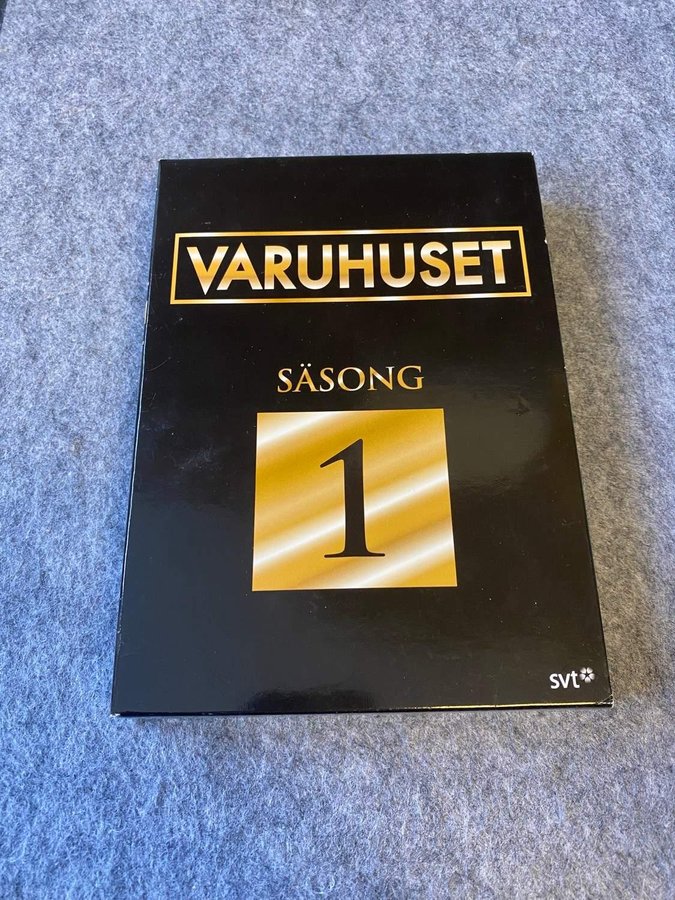 VARUHUSET
SÄSONG
1
svt